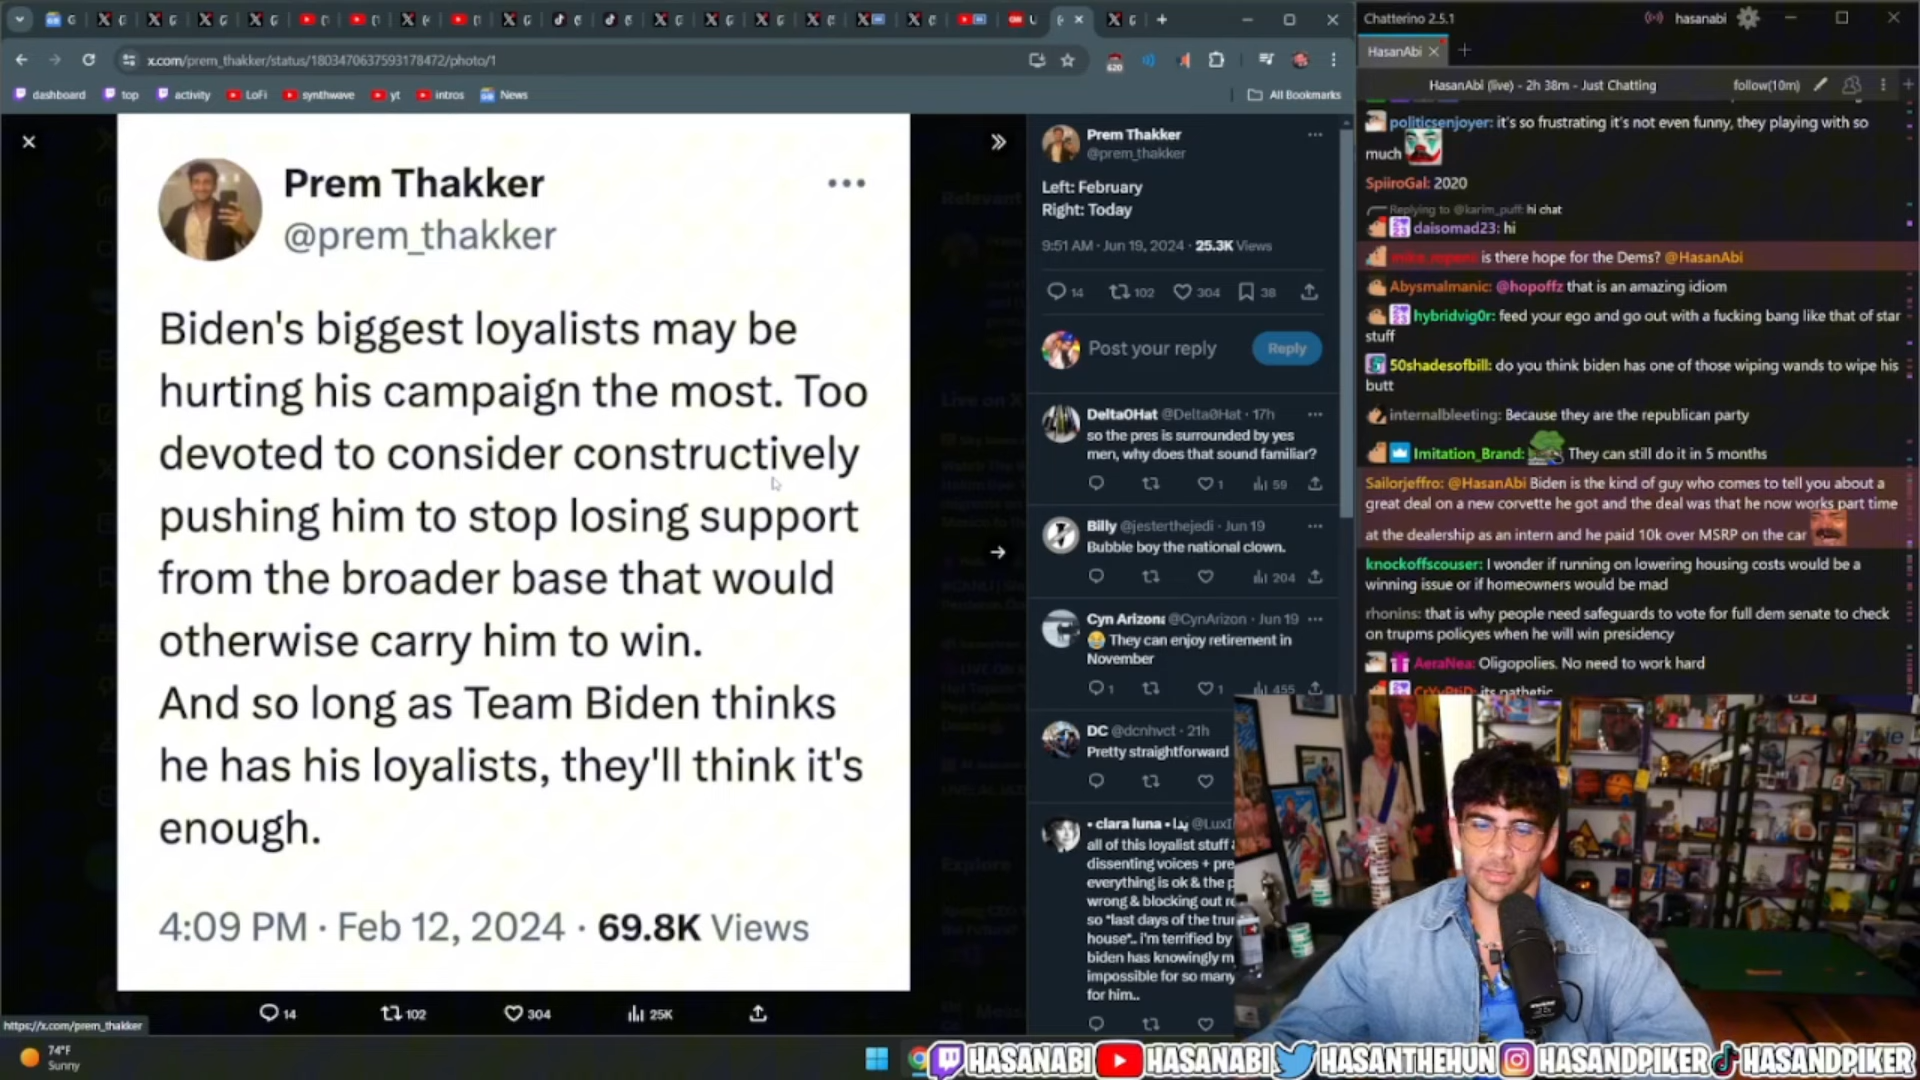 Chatterino 2.5.1
hasanabi
HasanAbi
x.com/prem_thakker/status/1803470637593178472/photo/1
620
dashboard
top
activity
LoFi
synthwave
yt
intros
News
All Bookmarks
HasanAbi (live) - 2h 38m - Just Chatting
follow(10m)
Prem Thakker
@prem_thakker
Biden's biggest loyalists may be
hurting his campaign the most. Too
devoted to consider constructively
pushing him to stop losing support
from the broader base that would
otherwise carry him to win.
And so long as Team Biden thinks
he has his loyalists, they'll think it's
enough.
4:09 PM · Feb 12, 2024 · 69.8K Views
14
102
304
25K
https://x.com/prem_thakker
Prem Thakker
@prem_thakker
Left: February
Right: Today
9:51 AM · Jun 19, 2024 · 25.3K Views
14
102
304
38
Post your reply
Reply
Delta0Hat @Delta0Hat · 17h
so the pres is surrounded by yes
men, why does that sound familiar?
1
59
Billy @jesterthejedi · Jun 19
Bubble boy the national clown.
204
Cyn Arizona @CynArizon · Jun 19
They can enjoy retirement in
November
1
1
455
DC @dcnhvct · 21h
Pretty straightforward
• clara luna •
all of this loyalist stuff
dissenting voices + pre
everything is ok & the p
wrong & blocking out re
so "last days of the tru
house".. i'm terrified by
biden has knowingly m
impossible for so many
for him..
politicsenjoyer: it's so frustrating it's not even funny, they playing with so
much
SpiiroGal: 2020
Replying to @karim_puff: hi chat
daisomad23: hi
is there hope for the Dems? @HasanAbi
Abysmalmanic: @hopoffz that is an amazing idiom
hybridvig0r: feed your ego and go out with a fucking bang like that of star
stuff
50shadesofbill: do you think biden has one of those wiping wands to wipe his
butt
internalbleeting: Because they are the republican party
Imitation_Brand: They can still do it in 5 months
Sailorjeffro: @HasanAbi Biden is the kind of guy who comes to tell you about a
great deal on a new corvette he got and the deal was that he now works part time
at the dealership as an intern and he paid 10k over MSRP on the car
knockoffscouser: I wonder if running on lowering housing costs would be a
winning issue or if homeowners would be mad
rhonins: that is why people need safeguards to vote for full dem senate to check
on trupms policyes when he will win presidency
AeraNea: Oligopolies. No need to work hard
its pathetic
74°F
Sunny
HASANABI
HASANABI
HASANTHEHUN
HASANDPIKER
HASANDPIKER